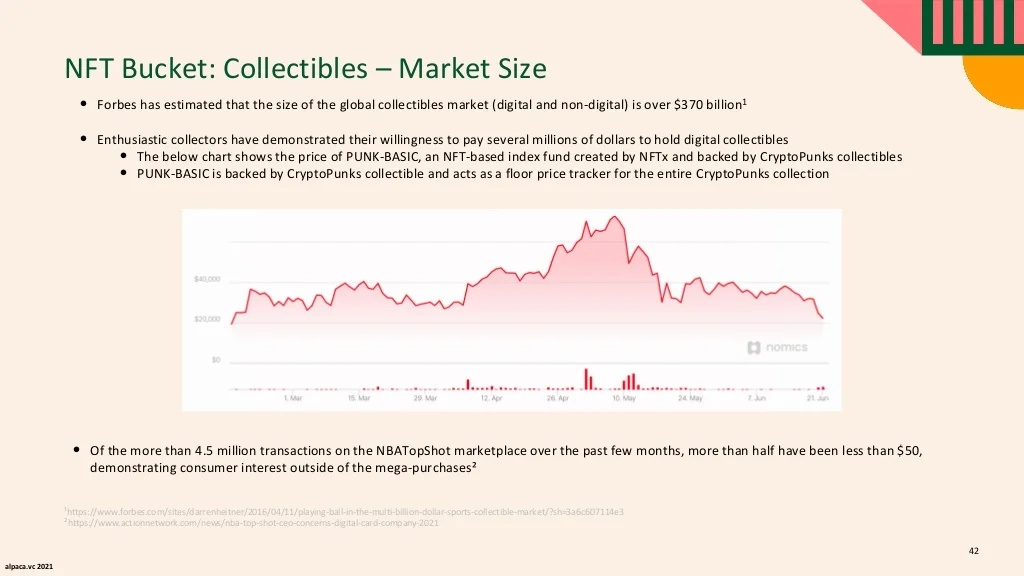 NFT Bucket: Collectibles – Market Size
• Forbes has estimated that the size of the global collectibles market (digital and non-digital) is over $370 billion¹
• Enthusiastic collectors have demonstrated their willingness to pay several millions of dollars to hold digital collectibles
• The below chart shows the price of PUNK-BASIC, an NFT-based index fund created by NFTx and backed by CryptoPunks collectibles
• PUNK-BASIC is backed by CryptoPunks collectible and acts as a floor price tracker for the entire CryptoPunks collection
$40,000
$20,000
nomics
$0
1. Mar 15. Mar 29. Mar 12. Apr 26. Apr 10. May 24. May 7. Jun 21. Jun
• Of the more than 4.5 million transactions on the NBATopShot marketplace over the past few months, more than half have been less than $50,
demonstrating consumer interest outside of the mega-purchases²
¹https://www.forbes.com/sites/darrenheitner/2016/04/11/playing-ball-in-the-multi-billion-dollar-sports-collectible-market/?sh=3a6c607114e3
²https://www.actionnetwork.com/news/nba-top-shot-ceo-concerns-digital-card-company-2021
42
alpaca.vc 2021